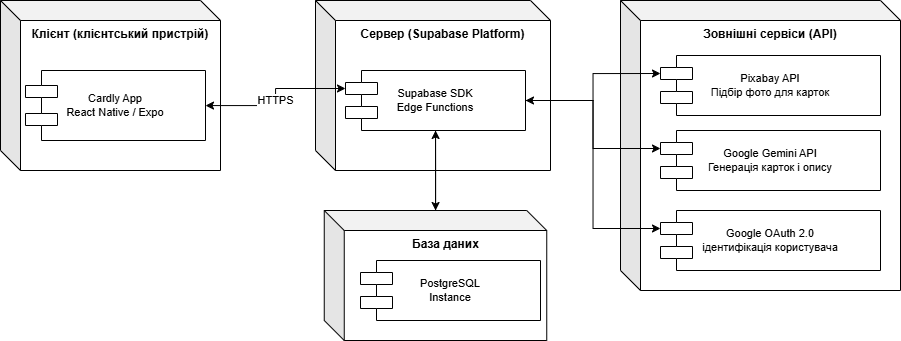 Клієнт (клієнтський пристрій)
Cardly App
React Native / Expo
HTTPS
Сервер (Supabase Platform)
Supabase SDK
Edge Functions
База даних
PostgreSQL
Instance
Зовнішні сервіси (API)
Pixabay API
Підбір фото для карток
Google Gemini API
Генерація карток і опису
Google OAuth 2.0
ідентифікація користувача